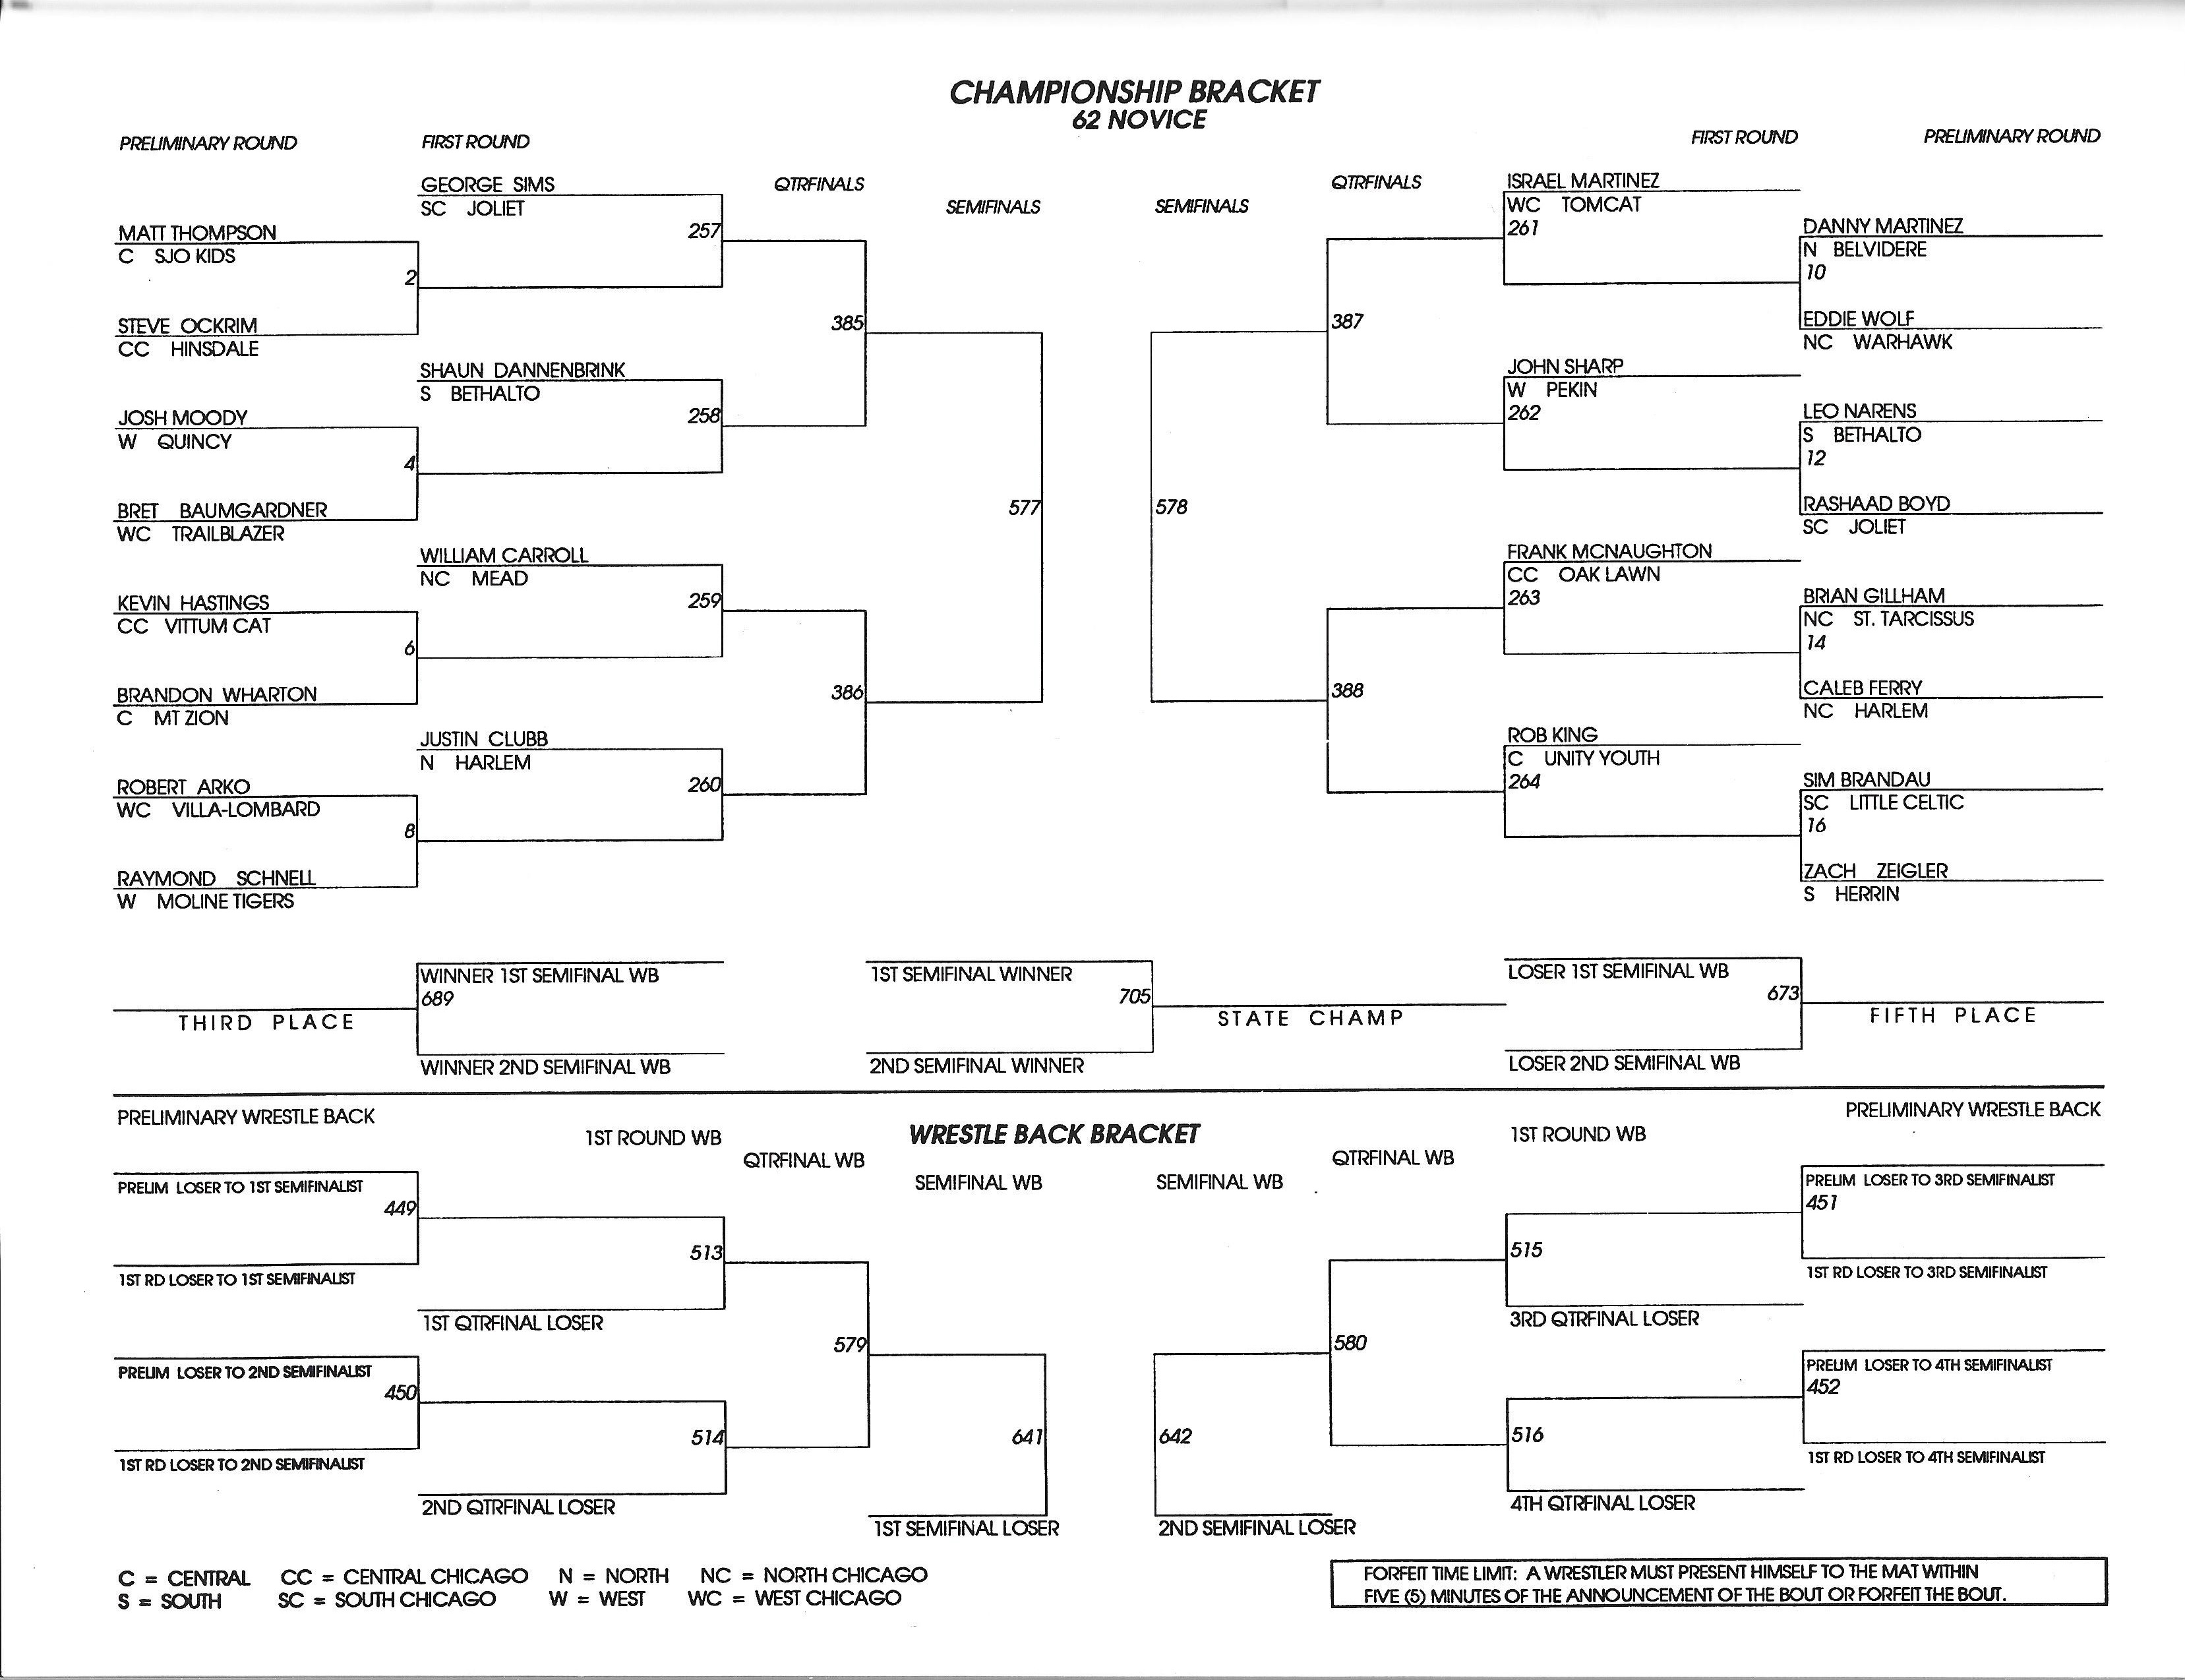 CHAMPIONSHIP BRACKET
62 NOVICE
PRELIMINARY ROUND
FIRST ROUND
QTRFINALS
SEMIFINALS
SEMIFINALS
QTRFINALS
FIRST ROUND
PRELIMINARY ROUND
GEORGE SIMS
SC JOLIET
257
MATT THOMPSON
C SJO KIDS
2
STEVE OCKRIM
CC HINSDALE
385
SHAUN DANNENBRINK
S BETHALTO
258
JOSH MOODY
W QUINCY
4
BRET BAUMGARDNER
WC TRAILBLAZER
577
WILLIAM CARROLL
NC MEAD
259
KEVIN HASTINGS
CC VITTUM CAT
6
BRANDON WHARTON
C MT ZION
386
JUSTIN CLUBB
N HARLEM
260
ROBERT ARKO
WC VILLA-LOMBARD
8
RAYMOND SCHNELL
W MOLINE TIGERS
ISRAEL MARTINEZ
WC TOMCAT
261
DANNY MARTINEZ
N BELVIDERE
10
EDDIE WOLF
NC WARHAWK
387
JOHN SHARP
W PEKIN
262
LEO NARENS
S BETHALTO
12
RASHAAD BOYD
SC JOLIET
578
FRANK MCNAUGHTON
CC OAK LAWN
263
BRIAN GILLHAM
NC ST. TARCISSUS
14
CALEB FERRY
NC HARLEM
388
ROB KING
C UNITY YOUTH
264
SIM BRANDAU
SC LITTLE CELTIC
16
ZACH ZEIGLER
S HERRIN
WINNER 1ST SEMIFINAL WB
689
THIRD PLACE
WINNER 2ND SEMIFINAL WB
1ST SEMIFINAL WINNER
705
STATE CHAMP
2ND SEMIFINAL WINNER
LOSER 1ST SEMIFINAL WB
673
FIFTH PLACE
LOSER 2ND SEMIFINAL WB
PRELIMINARY WRESTLE BACK
1ST ROUND WB
QTRFINAL WB
WRESTLE BACK BRACKET
SEMIFINAL WB
SEMIFINAL WB
QTRFINAL WB
1ST ROUND WB
PRELIMINARY WRESTLE BACK
PRELIM LOSER TO 1ST SEMIFINALIST
449
1ST RD LOSER TO 1ST SEMIFINALIST
513
1ST QTRFINAL LOSER
579
PRELIM LOSER TO 2ND SEMIFINALIST
450
1ST RD LOSER TO 2ND SEMIFINALIST
514
2ND QTRFINAL LOSER
641
1ST SEMIFINAL LOSER
PRELIM LOSER TO 3RD SEMIFINALIST
451
1ST RD LOSER TO 3RD SEMIFINALIST
515
3RD QTRFINAL LOSER
580
PRELIM LOSER TO 4TH SEMIFINALIST
452
1ST RD LOSER TO 4TH SEMIFINALIST
516
4TH QTRFINAL LOSER
642
2ND SEMIFINAL LOSER
C = CENTRAL CC = CENTRAL CHICAGO N = NORTH NC = NORTH CHICAGO
S = SOUTH SC = SOUTH CHICAGO W = WEST WC = WEST CHICAGO
FORFEIT TIME LIMIT: A WRESTLER MUST PRESENT HIMSELF TO THE MAT WITHIN
FIVE (5) MINUTES OF THE ANNOUNCEMENT OF THE BOUT OR FORFEIT THE BOUT.